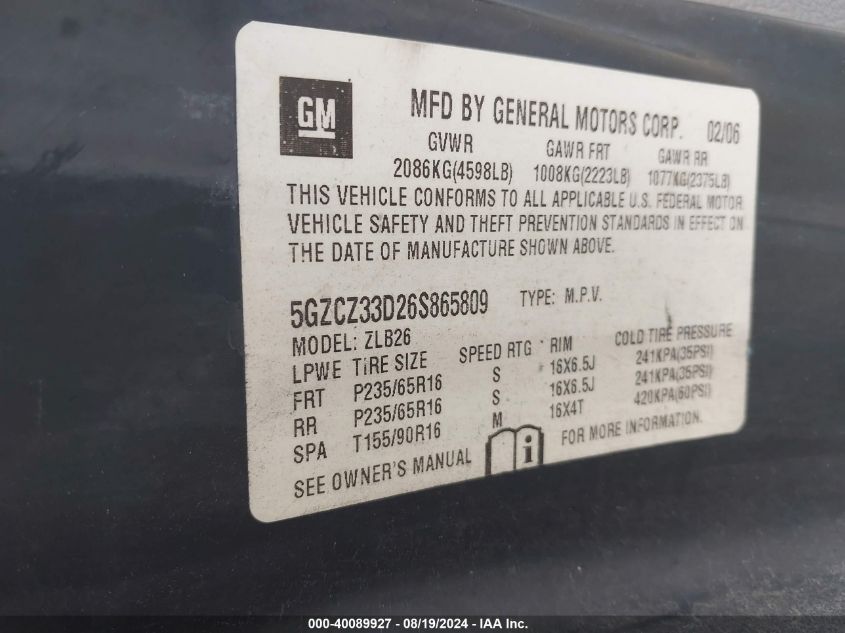 GM
MFD BY GENERAL MOTORS CORP. 02/06
GVWR GAWR FRT GAWR RR
2086KG(4598LB) 1008KG(2223LB) 1077KG(2375LB)
THIS VEHICLE CONFORMS TO ALL APPLICABLE U.S. FEDERAL MOTOR
VEHICLE SAFETY AND THEFT PREVENTION STANDARDS IN EFFECT ON
THE DATE OF MANUFACTURE SHOWN ABOVE.
5GZCZ33D26S865809 TYPE: M.P.V.
MODEL: ZLB26
LPWE TIRE SIZE SPEED RTG RIM COLD TIRE PRESSURE
FRT P235/65R16 S 16X6.5J 241KPA(35PSI)
RR P235/65R16 S 16X6.5J 241KPA(35PSI)
SPA T155/90R16 M 16X4T 420KPA(60PSI)
SEE OWNER'S MANUAL i FOR MORE INFORMATION.
000-40089927 - 08/19/2024 - IAA Inc.